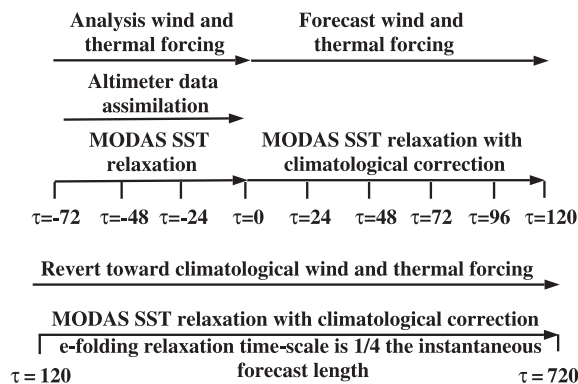 Analysis wind and thermal forcing
Forecast wind and thermal forcing
Altimeter data assimilation
MODAS SST relaxation
MODAS SST relaxation with climatological correction
τ=-72 τ=-48 τ=-24 τ=0 τ=24 τ=48 τ=72 τ=96 τ=120
Revert toward climatological wind and thermal forcing
MODAS SST relaxation with climatological correction
e-folding relaxation time-scale is 1/4 the instantaneous
forecast length
τ = 120 τ = 720